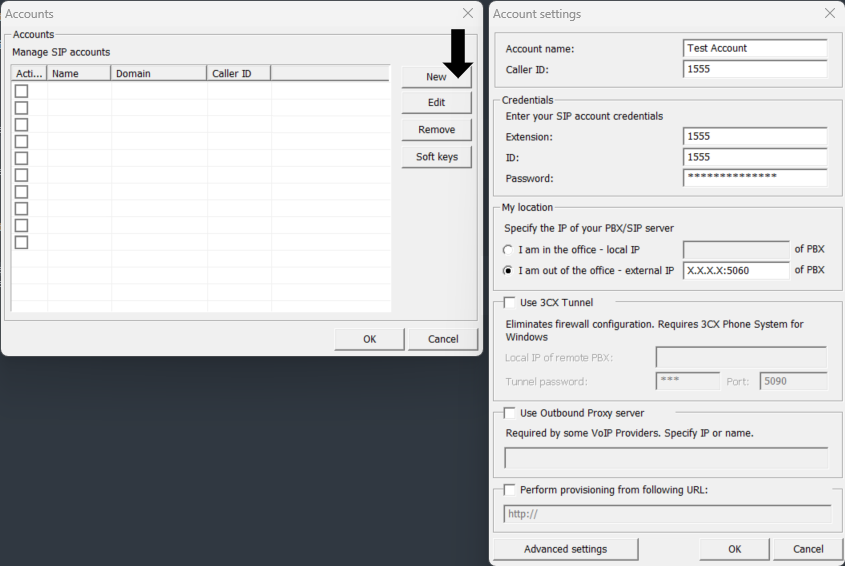 Accounts
Accounts
Manage SIP accounts
Acti... Name Domain Caller ID
New
Edit
Remove
Soft keys
OK Cancel
Account settings
Account name: Test Account
Caller ID: 1555
Credentials
Enter your SIP account credentials
Extension: 1555
ID: 1555
Password: **************
My location
Specify the IP of your PBX/SIP server
I am in the office - local IP of PBX
I am out of the office - external IP X.X.X.X:5060 of PBX
Use 3CX Tunnel
Eliminates firewall configuration. Requires 3CX Phone System for
Windows
Local IP of remote PBX:
Tunnel password: *** Port: 5090
Use Outbound Proxy server
Required by some VoIP Providers. Specify IP or name.
Perform provisioning from following URL:
http://
Advanced settings OK Cancel